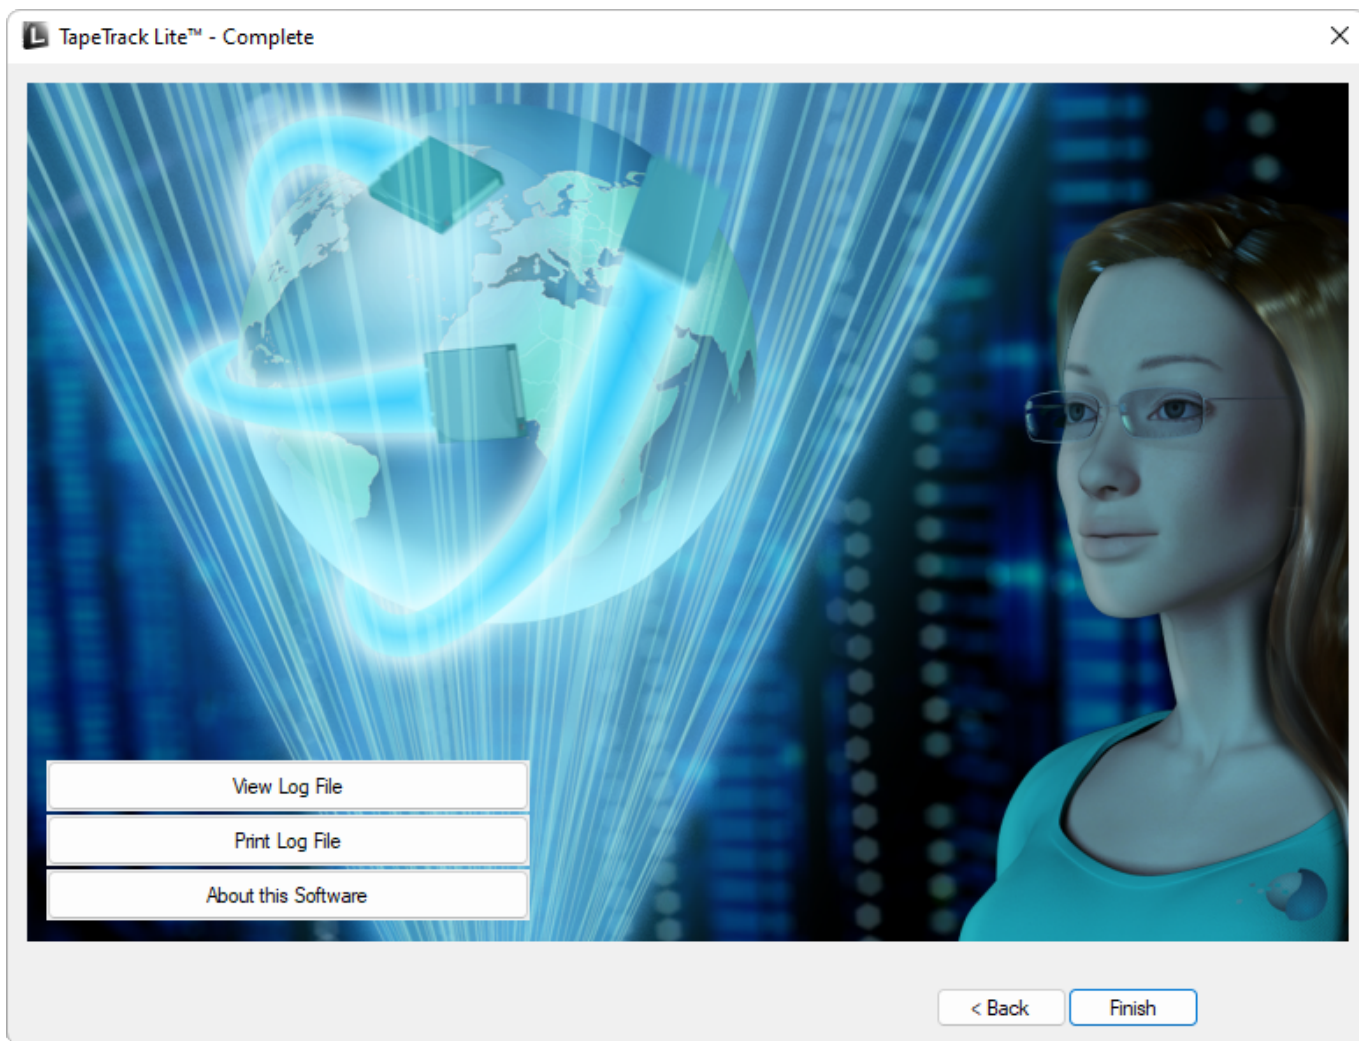 TapeTrack Lite™ - Complete
View Log File
Print Log File
About this Software
< Back
Finish